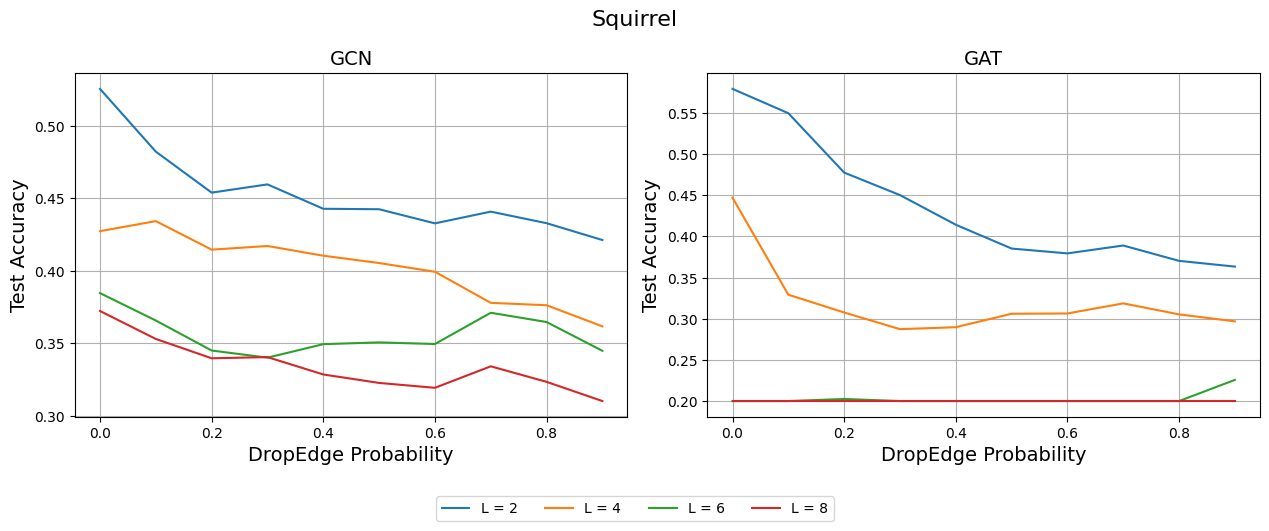 Squirrel
GCN
Test Accuracy
0.50
0.45
0.40
0.35
0.30
0.0 0.2 0.4 0.6 0.8
DropEdge Probability
GAT
Test Accuracy
0.55
0.50
0.45
0.40
0.35
0.30
0.25
0.20
0.0 0.2 0.4 0.6 0.8
DropEdge Probability
L = 2 L = 4 L = 6 L = 8